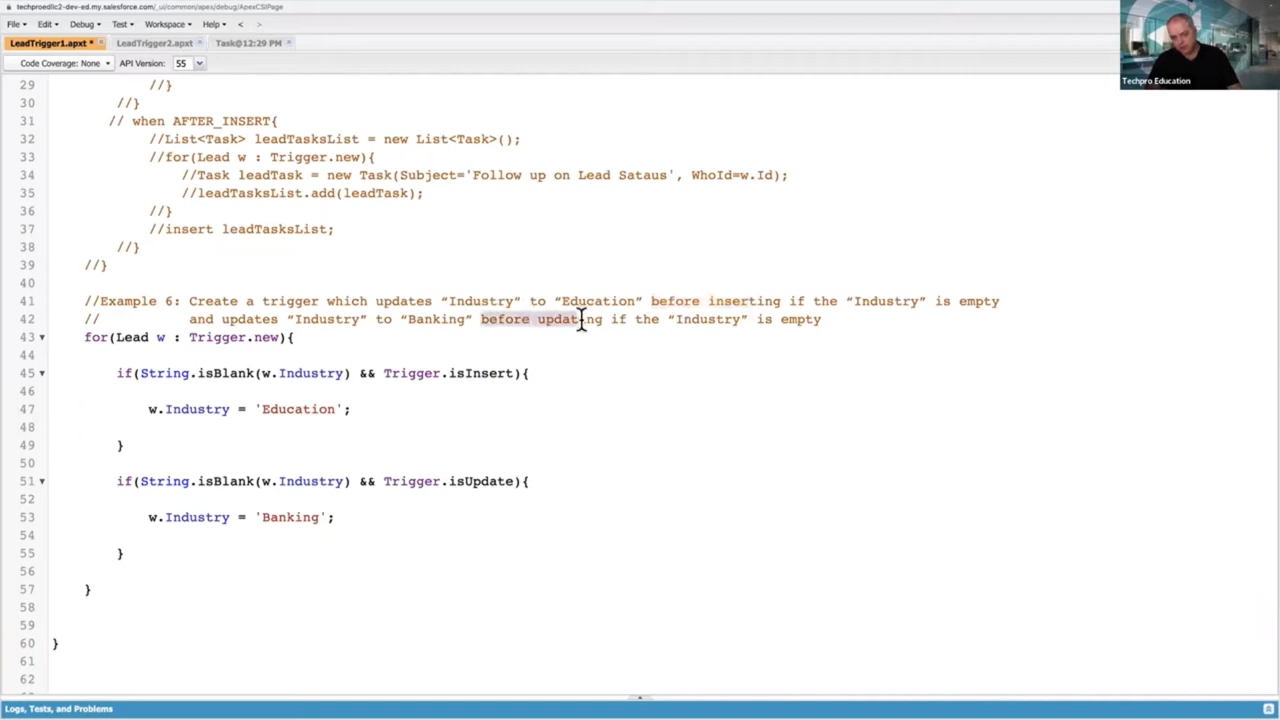 techproedllc2-dev-ed.my.salesforce.com/_ui/common/apex/debug/ApexCSIPage
File Edit Debug Test Workspace Help < >
LeadTrigger1.apxt * LeadTrigger2.apxt Task@12:29 PM
Code Coverage: None API Version: 55
Techpro Education
29 //}
30 //}
31 // when AFTER_INSERT{
32 //List<Task> leadTasksList = new List<Task>();
33 //for(Lead w : Trigger.new){
34 //Task leadTask = new Task(Subject='Follow up on Lead Sataus', WhoId=w.Id);
35 //leadTasksList.add(leadTask);
36 //}
37 //insert leadTasksList;
38 //}
39 //}
40
41 //Example 6: Create a trigger which updates “Industry” to “Education” before inserting if the “Industry” is empty
42 // and updates “Industry” to “Banking” before updating if the “Industry” is empty
43 for(Lead w : Trigger.new){
44
45 if(String.isBlank(w.Industry) && Trigger.isInsert){
46
47 w.Industry = 'Education';
48
49 }
50
51 if(String.isBlank(w.Industry) && Trigger.isUpdate){
52
53 w.Industry = 'Banking';
54
55 }
56
57 }
58
59
60 }
61
62
Logs, Tests, and Problems